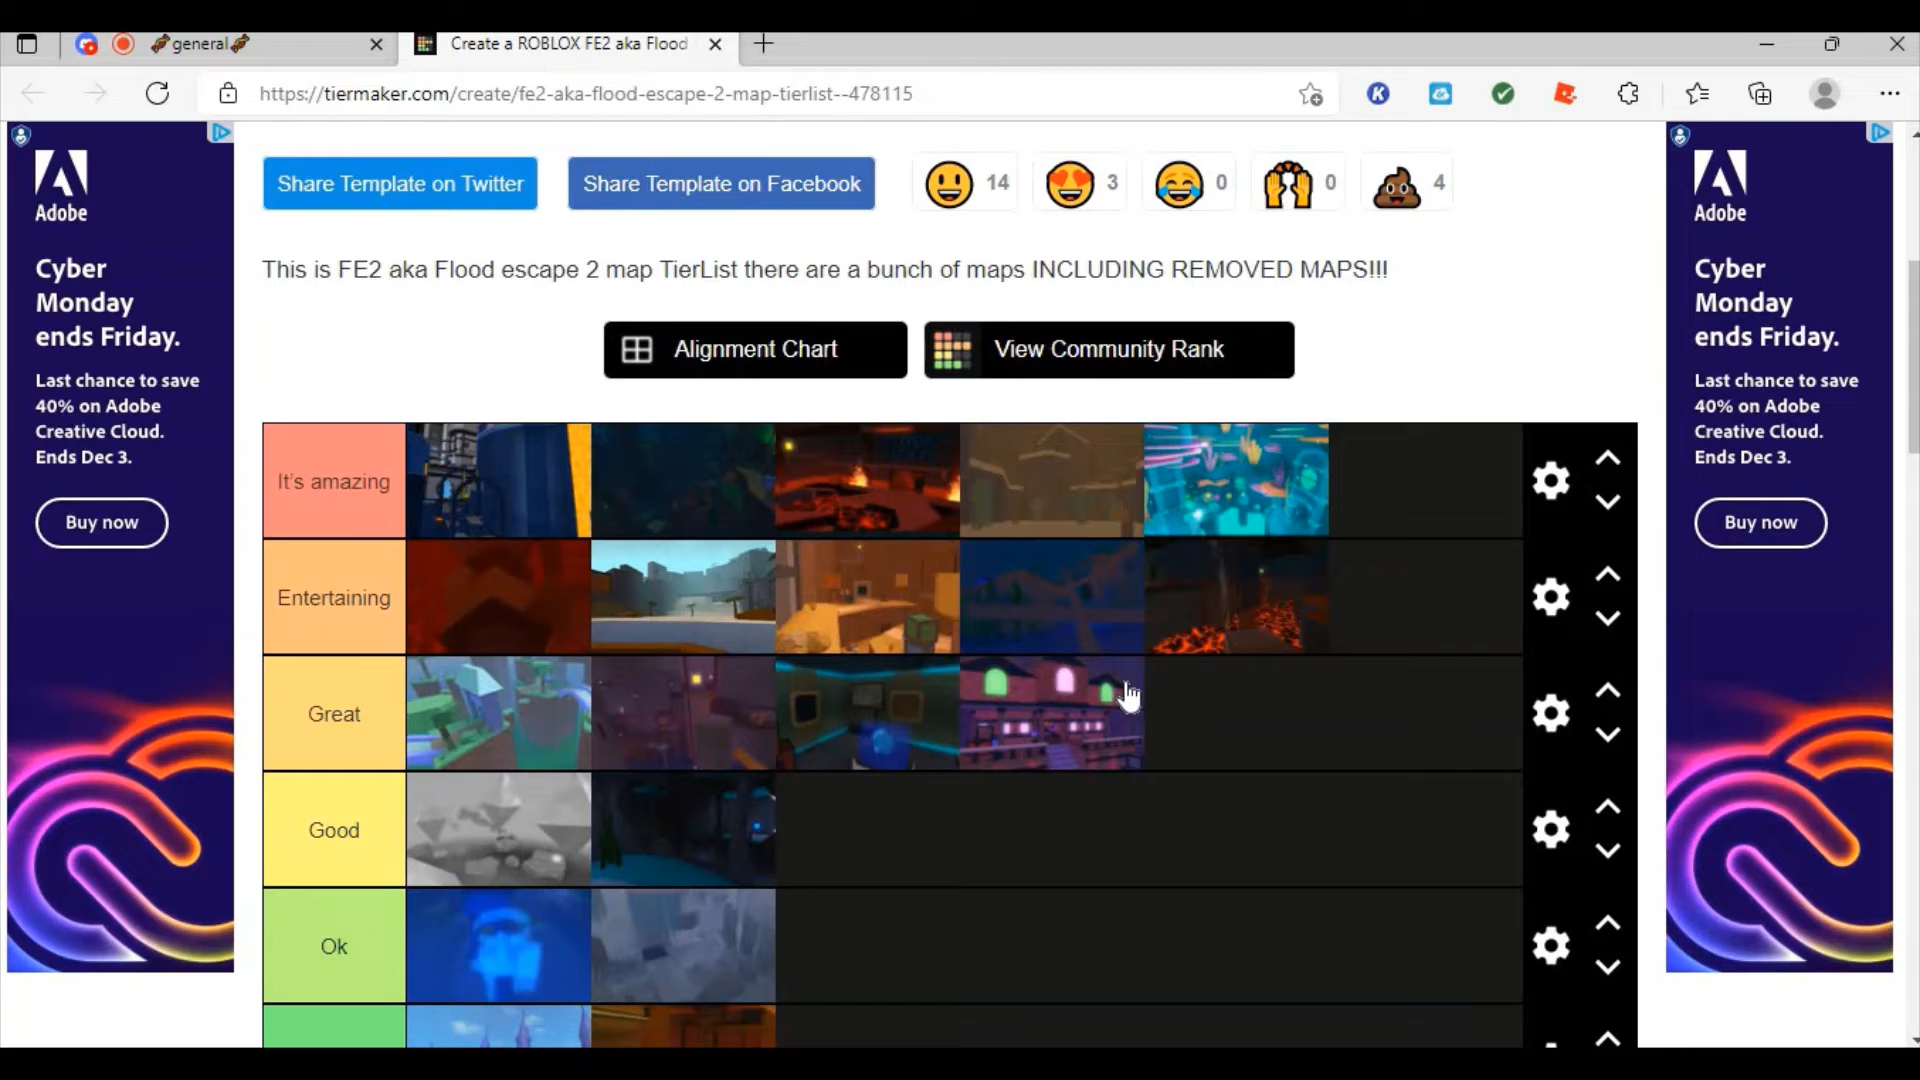 🍂general🍂
Create a ROBLOX FE2 aka Flood
https://tiermaker.com/create/fe2-aka-flood-escape-2-map-tierlist--478115
K
Adobe
Cyber
Monday
ends Friday.
Last chance to save
40% on Adobe
Creative Cloud.
Ends Dec 3.
Buy now
Share Template on Twitter
Share Template on Facebook
14
3
0
0
4
This is FE2 aka Flood escape 2 map TierList there are a bunch of maps INCLUDING REMOVED MAPS!!!
Alignment Chart
View Community Rank
It's amazing
Entertaining
Great
Good
Ok
Adobe
Cyber
Monday
ends Friday.
Last chance to save
40% on Adobe
Creative Cloud.
Ends Dec 3.
Buy now